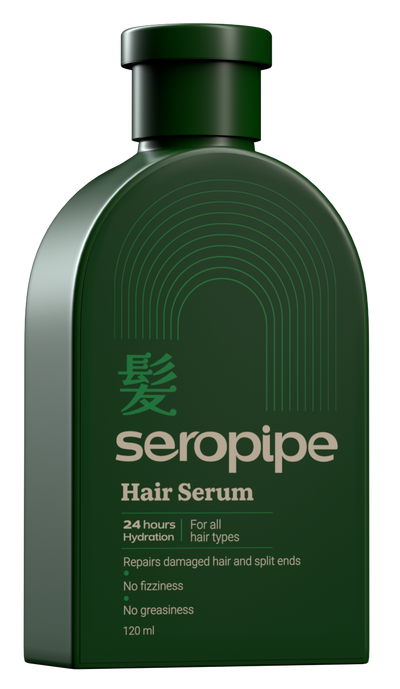 髪
seropipe
Hair Serum
24 hours
Hydration
For all
hair types
Repairs damaged hair and split ends
No fizziness
No greasiness
120 ml